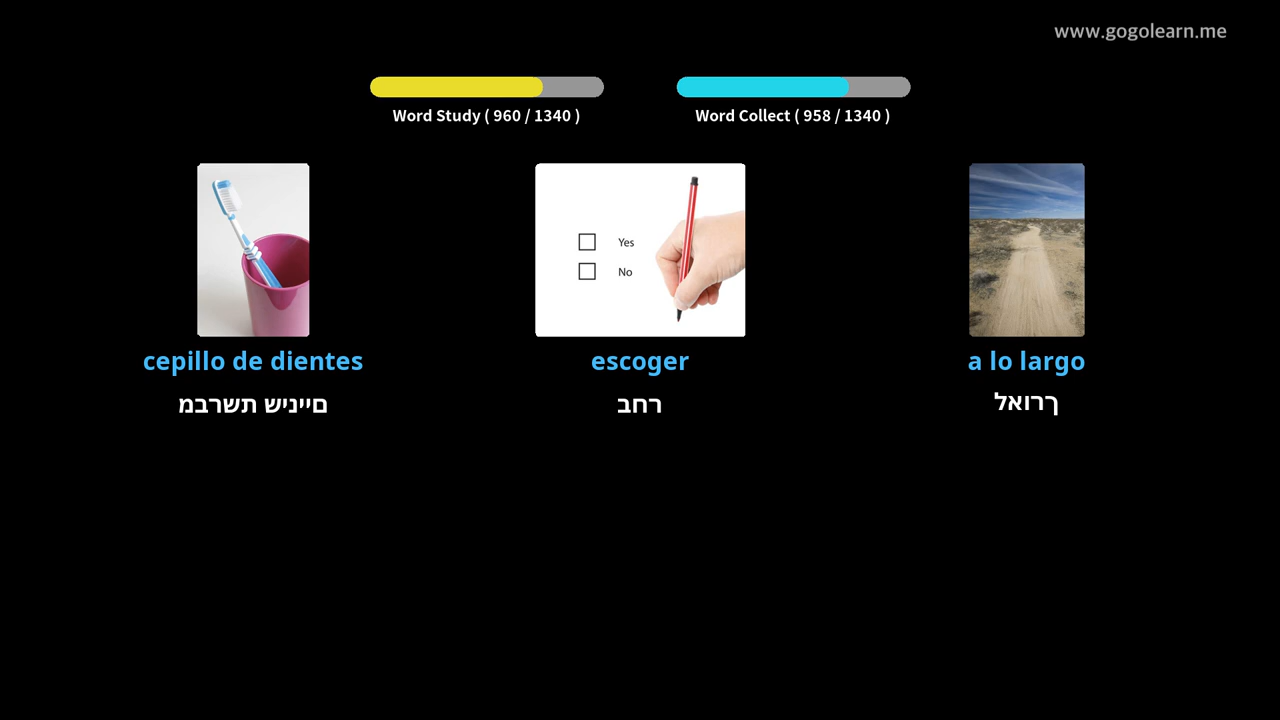 www.gogolearn.me
Word Study ( 960 / 1340 )
Word Collect ( 958 / 1340 )
Yes
No
cepillo de dientes
םייניש תשרבמ
escoger
רחב
a lo largo
ךרואל